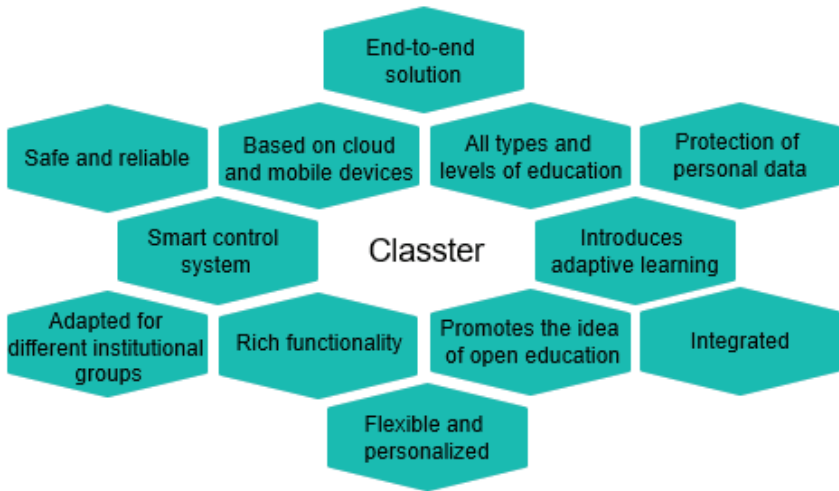 End-to-end
solution
Safe and reliable
Based on cloud
and mobile devices
All types and
levels of education
Protection of
personal data
Smart control
system
Classter
Introduces
adaptive learning
Adapted for
different institutional
groups
Rich functionality
Promotes the idea
of open education
Integrated
Flexible and
personalized